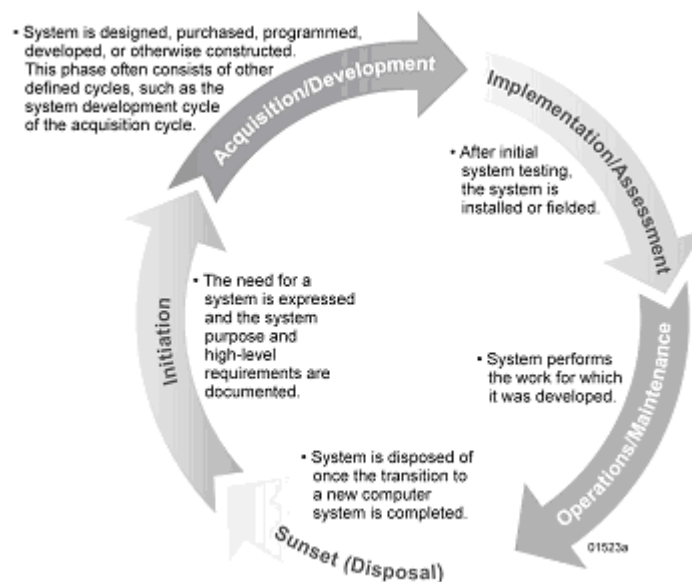 • System is designed, purchased, programmed,
developed, or otherwise constructed.
This phase often consists of other
defined cycles, such as the
system development cycle
of the acquisition cycle.
Acquisition/Development
Implementation/Assessment
• After initial
system testing,
the system is
installed or fielded.
Initiation
• The need for a
system is expressed
and the system
purpose and
high-level
requirements are
documented.
• System performs
the work for which
it was developed.
Operations/Maintenance
• System is disposed of
once the transition to
a new computer
system is completed.
Sunset (Disposal)
01523a